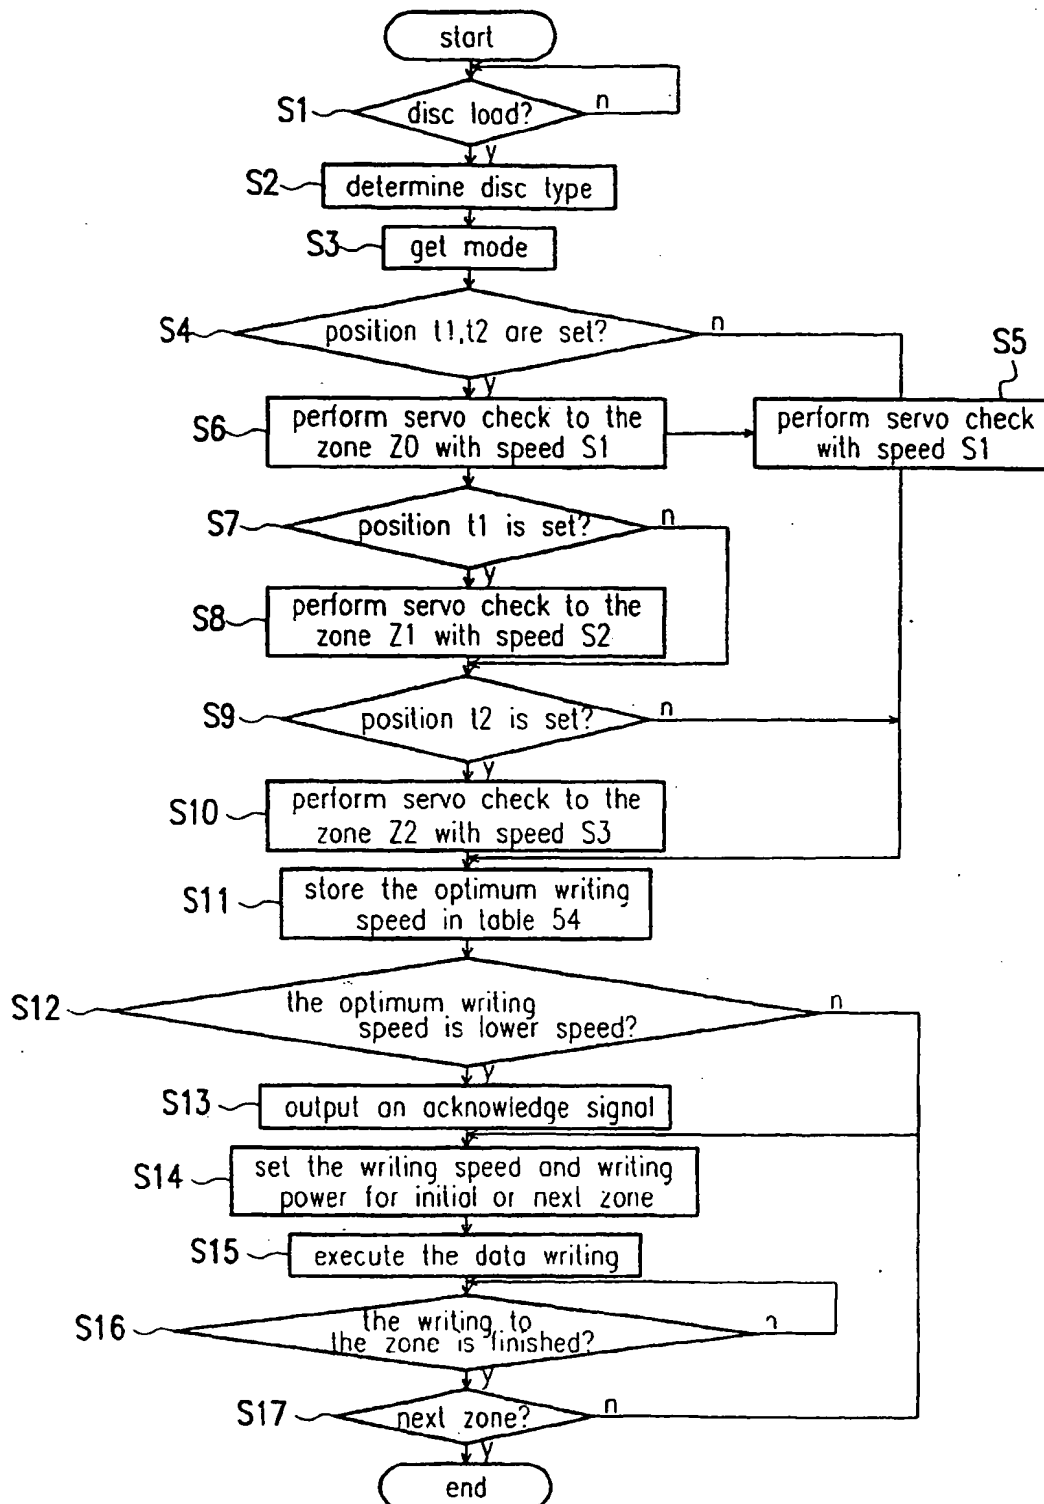 start
S1
disc load?
n
y
S2
determine disc type
S3
get mode
S4
position t1,t2 are set?
n
y
S5
perform servo check
with speed S1
S6
perform servo check to the
zone Z0 with speed S1
S7
position t1 is set?
n
y
S8
perform servo check to the
zone Z1 with speed S2
S9
position t2 is set?
n
y
S10
perform servo check to the
zone Z2 with speed S3
S11
store the optimum writing
speed in table 54
S12
the optimum writing
speed is lower speed?
n
y
S13
output an acknowledge signal
S14
set the writing speed and writing
power for initial or next zone
S15
execute the data writing
S16
the writing to
the zone is finished?
n
y
S17
next zone?
n
y
end